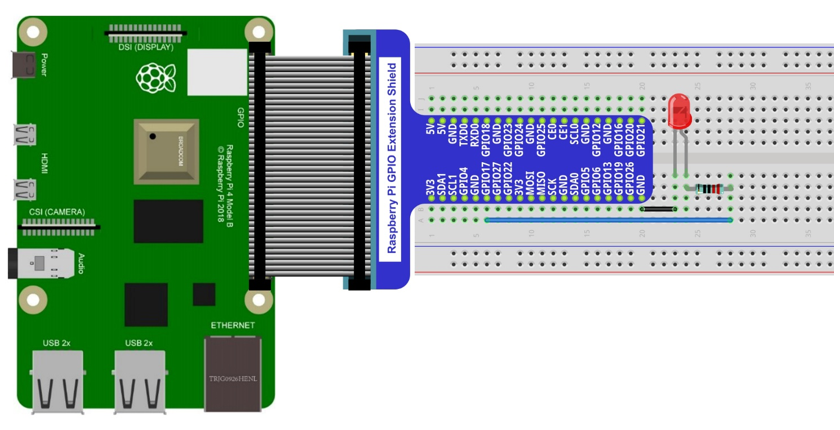 DSI (DISPLAY)
Power
HDMI
CSI (CAMERA)
Audio
USB 2x
USB 2x
ETHERNET
TRJG0926HENL
BROADCOM
GPIO
Raspberry Pi 4 Model B
© Raspberry Pi 2018
Raspberry Pi GPIO Extension Shield
5V
5V
GND
TXD0
RXD0
GPIO18
GND
GPIO23
GPIO24
GND
GPIO25
CE0
CE1
SCL0
GND
GPIO12
GND
GPIO16
GPIO20
GPIO21
3V3
SDA1
SCL1
GPIO4
GND
GPIO17
GPIO27
GPIO22
3V3
MOSI
MISO
SCK
GND
SDA0
GPIO5
GPIO6
GPIO13
GPIO19
GPIO26
GND
1 5 10 15 20 25 30 35